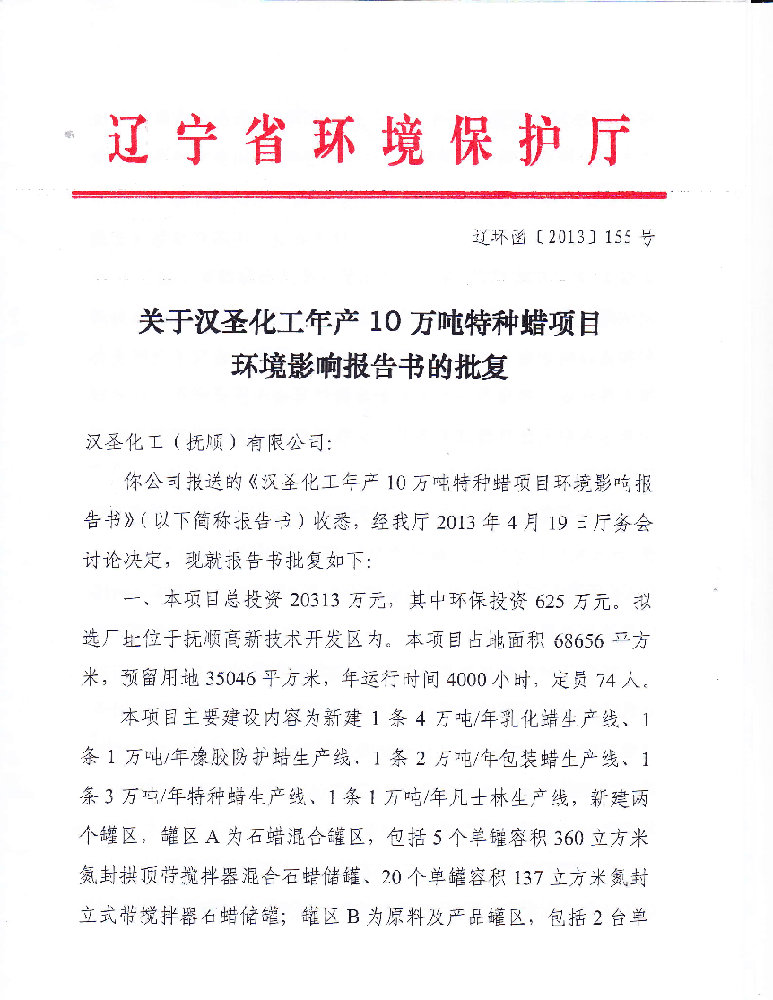 辽宁省环境保护厅
辽环函〔2013〕155号
关于汉圣化工年产10万吨特种蜡项目
环境影响报告书的批复
汉圣化工（抚顺）有限公司：
你公司报送的《汉圣化工年产10万吨特种蜡项目环境影响报
告书》（以下简称报告书）收悉，经我厅2013年4月19日厅务会
讨论决定，现就报告书批复如下：
一、本项目总投资20313万元，其中环保投资625万元。拟
选厂址位于抚顺高新技术开发区内。本项目占地面积68656平方
米，预留用地35046平方米，年运行时间4000小时，定员74人。
本项目主要建设内容为新建1条4万吨/年乳化蜡生产线、1
条1万吨/年橡胶防护蜡生产线、1条2万吨/年包装蜡生产线、1
条3万吨/年特种蜡生产线、1条1万吨/年凡士林生产线，新建两
个罐区，罐区A为石蜡混合罐区，包括5个单罐容积360立方米
氮封拱顶带搅拌器混合石蜡储罐、20个单罐容积137立方米氮封
立式带搅拌器石蜡储罐；罐区B为原料及产品罐区，包括2台单